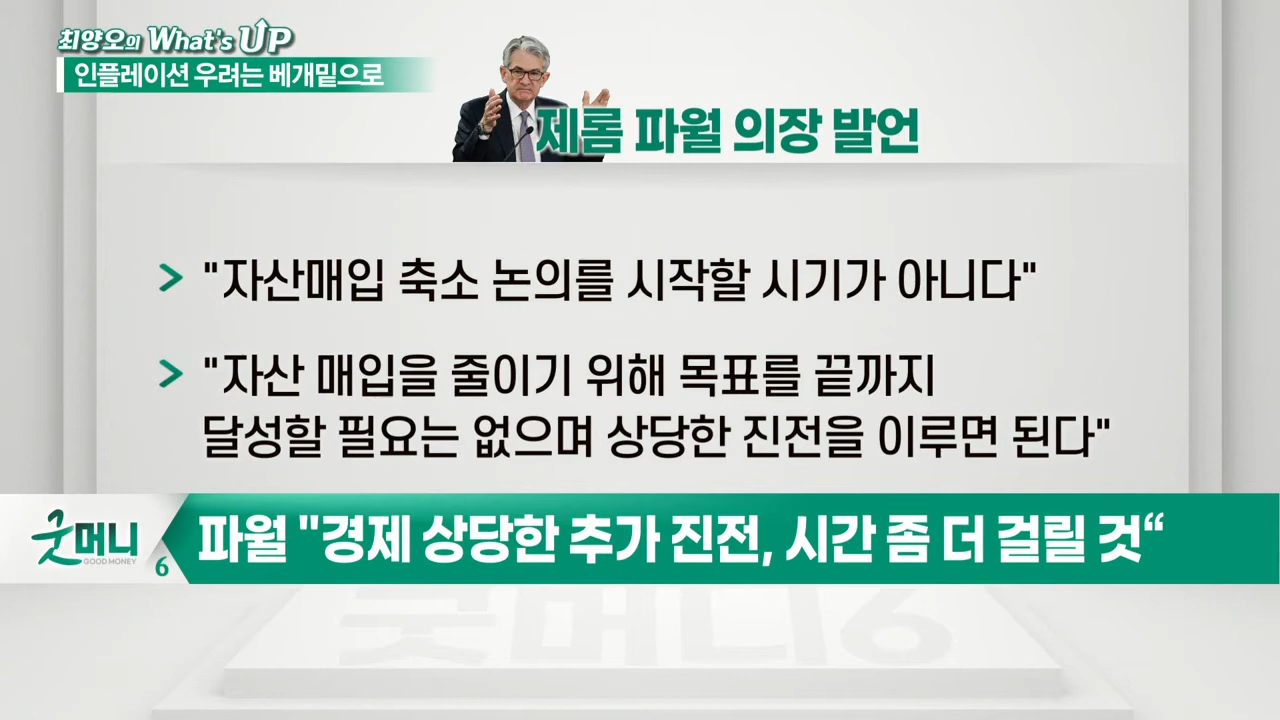 최양오의 What's UP
인플레이션 우려는 베개밑으로
제롬 파월 의장 발언
> "자산매입 축소 논의를 시작할 시기가 아니다"
> "자산 매입을 줄이기 위해 목표를 끝까지
달성할 필요는 없으며 상당한 진전을 이루면 된다"
굿머니
GOOD MONEY
6
파월 "경제 상당한 추가 진전, 시간 좀 더 걸릴 것“
굿머니6